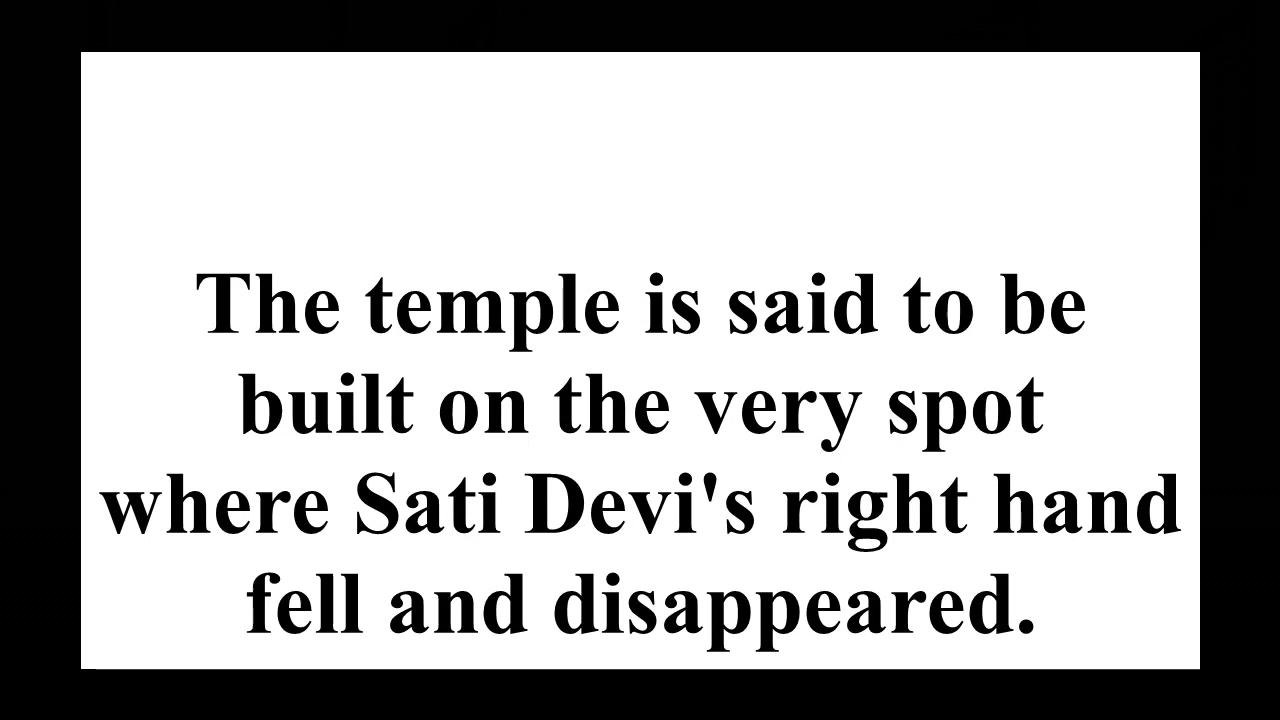 The temple is said to be
built on the very spot
where Sati Devi's right hand
fell and disappeared.